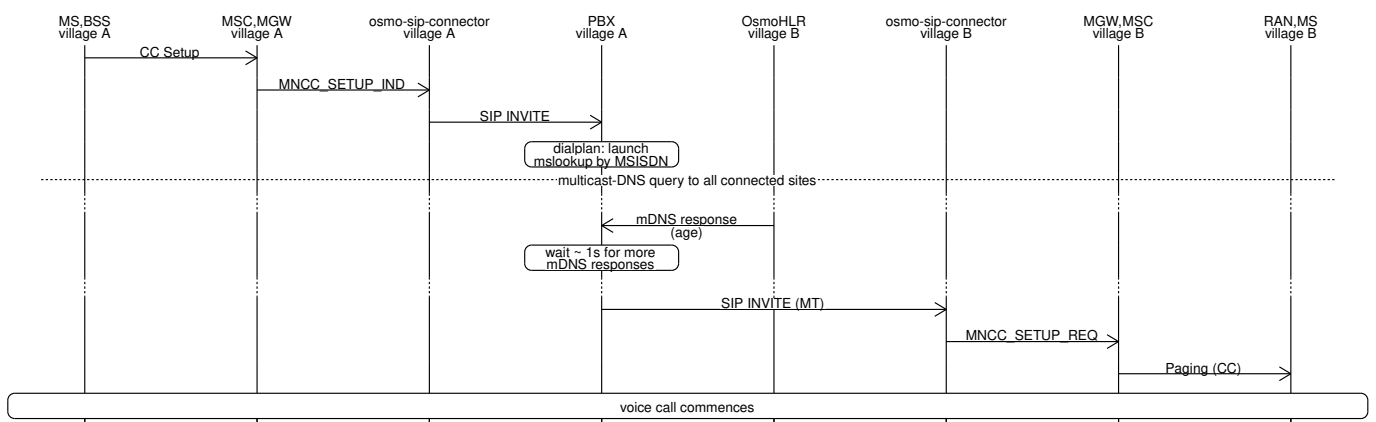 MS,BSS
village A
MSC,MGW
village A
osmo-sip-connector
village A
PBX
village A
OsmoHLR
village B
osmo-sip-connector
village B
MGW,MSC
village B
RAN,MS
village B
CC Setup
MNCC_SETUP_IND
SIP INVITE
dialplan: launch
mslookup by MSISDN
multicast-DNS query to all connected sites
mDNS response
(age)
wait ~ 1s for more
mDNS responses
SIP INVITE (MT)
MNCC_SETUP_REQ
Paging (CC)
voice call commences